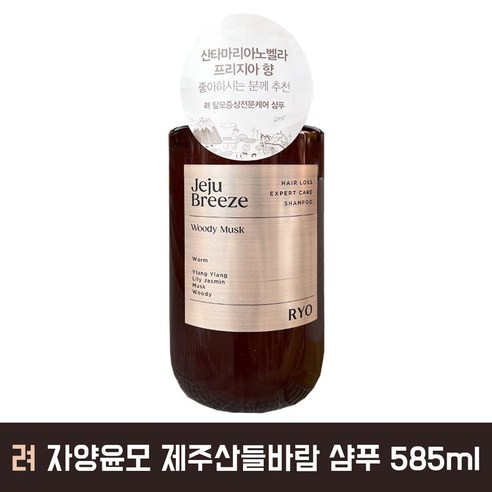 산타마리아노벨라
프리지아 향
좋아하시는 분께 추천
려 탈모증상전문케어 샴푸
Jeju
Breeze
HAIR LOSS
EXPERT CARE
SHAMPOO
Woody Musk
Warm
Ylang Ylang
Lily Jasmin
Musk
Woody
RYO
려 자양윤모 제주산들바람 샴푸 585ml